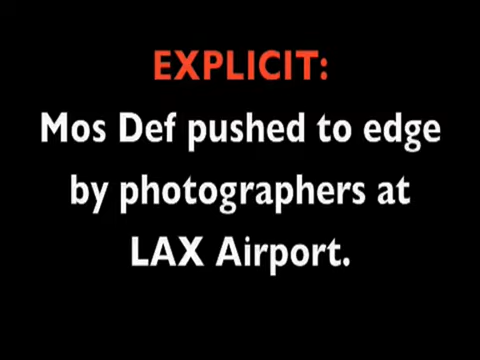 EXPLICIT:
Mos Def pushed to edge
by photographers at
LAX Airport.